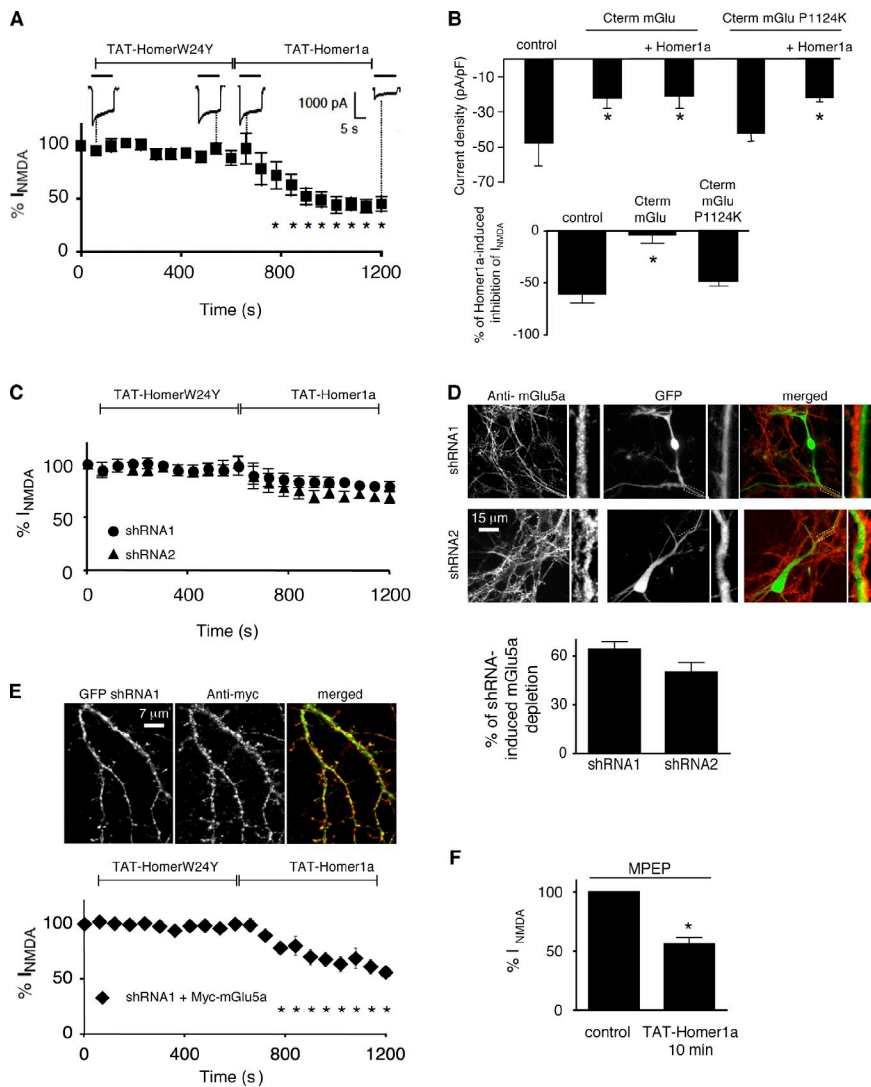 A
TAT-HomerW24Y TAT-Homer1a
1000 pA
5 s
% INMDA
100
50
0
0 400 800 1200
* * * * * * * *
Time (s)
B
Cterm mGlu Cterm mGlu P1124K
control + Homer1a + Homer1a
Current density (pA/pF)
-10
-30
-50
-70
* * *
control Cterm mGlu Cterm mGlu P1124K
% of Homer1a-induced inhibition of INMDA
0
-50
-100
*
C
TAT-HomerW24Y TAT-Homer1a
% INMDA
100
50
0
shRNA1
shRNA2
0 400 800 1200
Time (s)
D
Anti- mGlu5a GFP merged
shRNA1
shRNA2
15 µm
% of shRNA-induced mGlu5a depletion
60
30
0
shRNA1 shRNA2
E
GFP shRNA1 Anti-myc merged
7 µm
TAT-HomerW24Y TAT-Homer1a
% INMDA
100
50
0
shRNA1 + Myc-mGlu5a
* * * * * * * *
0 400 800 1200
Time (s)
F
MPEP
% I NMDA
100
50
0
*
control TAT-Homer1a
10 min